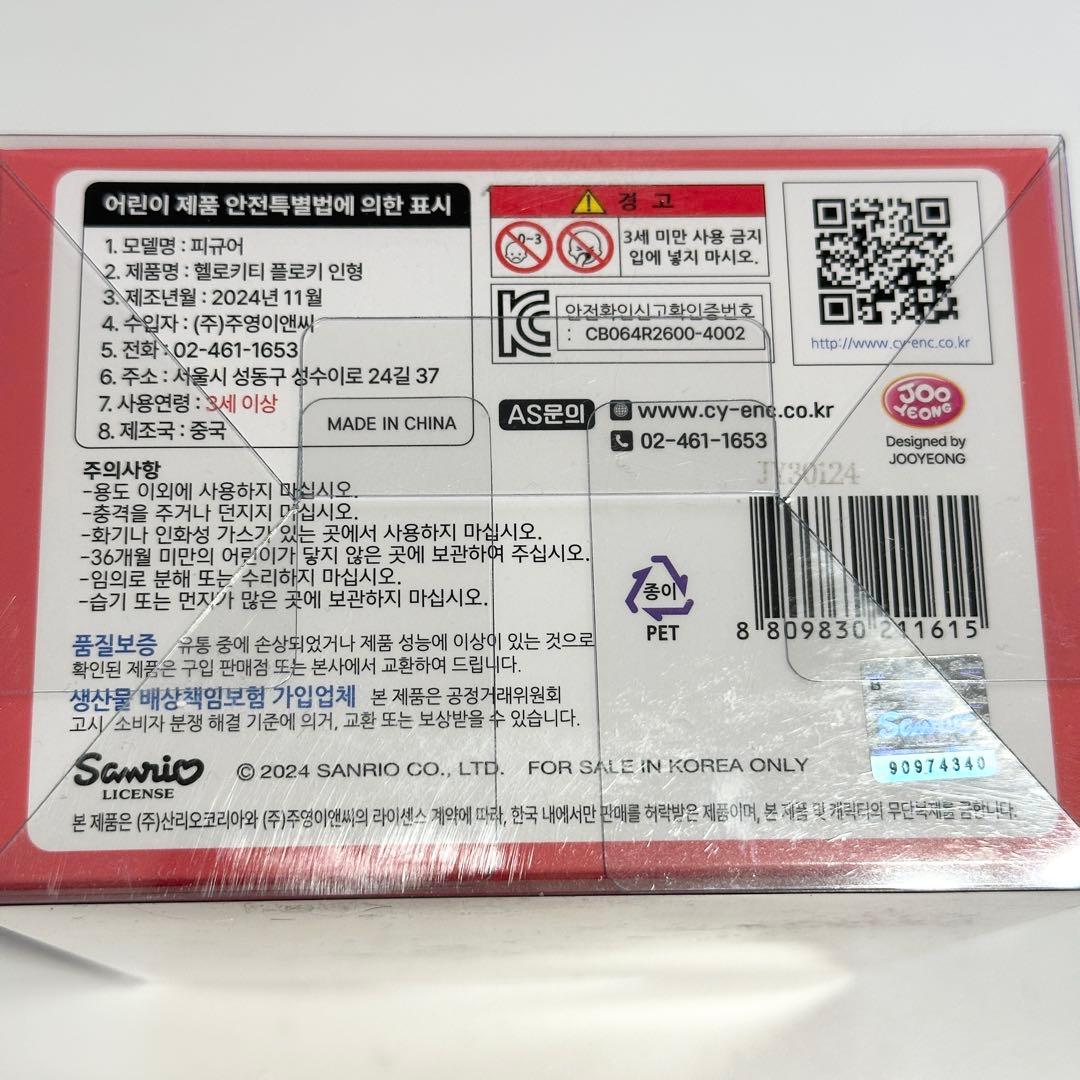 어린이 제품 안전특별법에 의한 표시
1. 모델명 : 피규어
2. 제품명 : 헬로키티 플로키 인형
3. 제조년월 : 2024년 11월
4. 수입자 : (주)주영이앤씨
5. 전화 : 02-461-1653
6. 주소 : 서울시 성동구 성수이로 24길 37
7. 사용연령 : 3세 이상
8. 제조국 : 중국
MADE IN CHINA
경 고
0-3
3세 미만 사용 금지
입에 넣지 마시오.
KC
안전확인신고확인증번호
: CB064R2600-4002
http://www.cy-enc.co.kr
AS문의
www.cy-enc.co.kr
02-461-1653
JOO
YEONG
Designed by
JOOYEONG
주의사항
-용도 이외에 사용하지 마십시오.
-충격을 주거나 던지지 마십시오.
-화기나 인화성 가스가 있는 곳에서 사용하지 마십시오.
-36개월 미만의 어린이가 닿지 않은 곳에 보관하여 주십시오.
-임의로 분해 또는 수리하지 마십시오.
-습기 또는 먼지가 많은 곳에 보관하지 마십시오.
JY30124
종이
PET
8 809830 211615
품질보증 유통 중에 손상되었거나 제품 성능에 이상이 있는 것으로
확인된 제품은 구입 판매점 또는 본사에서 교환하여 드립니다.
생산물 배상책임보험 가입업체 본 제품은 공정거래위원회
고시 소비자 분쟁 해결 기준에 의거, 교환 또는 보상받을 수 있습니다.
B
Sanrio
90974340
Sanrio
LICENSE
© 2024 SANRIO CO., LTD. FOR SALE IN KOREA ONLY
본 제품은 (주)산리오코리아와 (주)주영이앤씨의 라이센스 계약에 따라, 한국 내에서만 판매를 허락받은 제품이며, 본 제품 및 캐릭터의 무단복제를 금합니다.